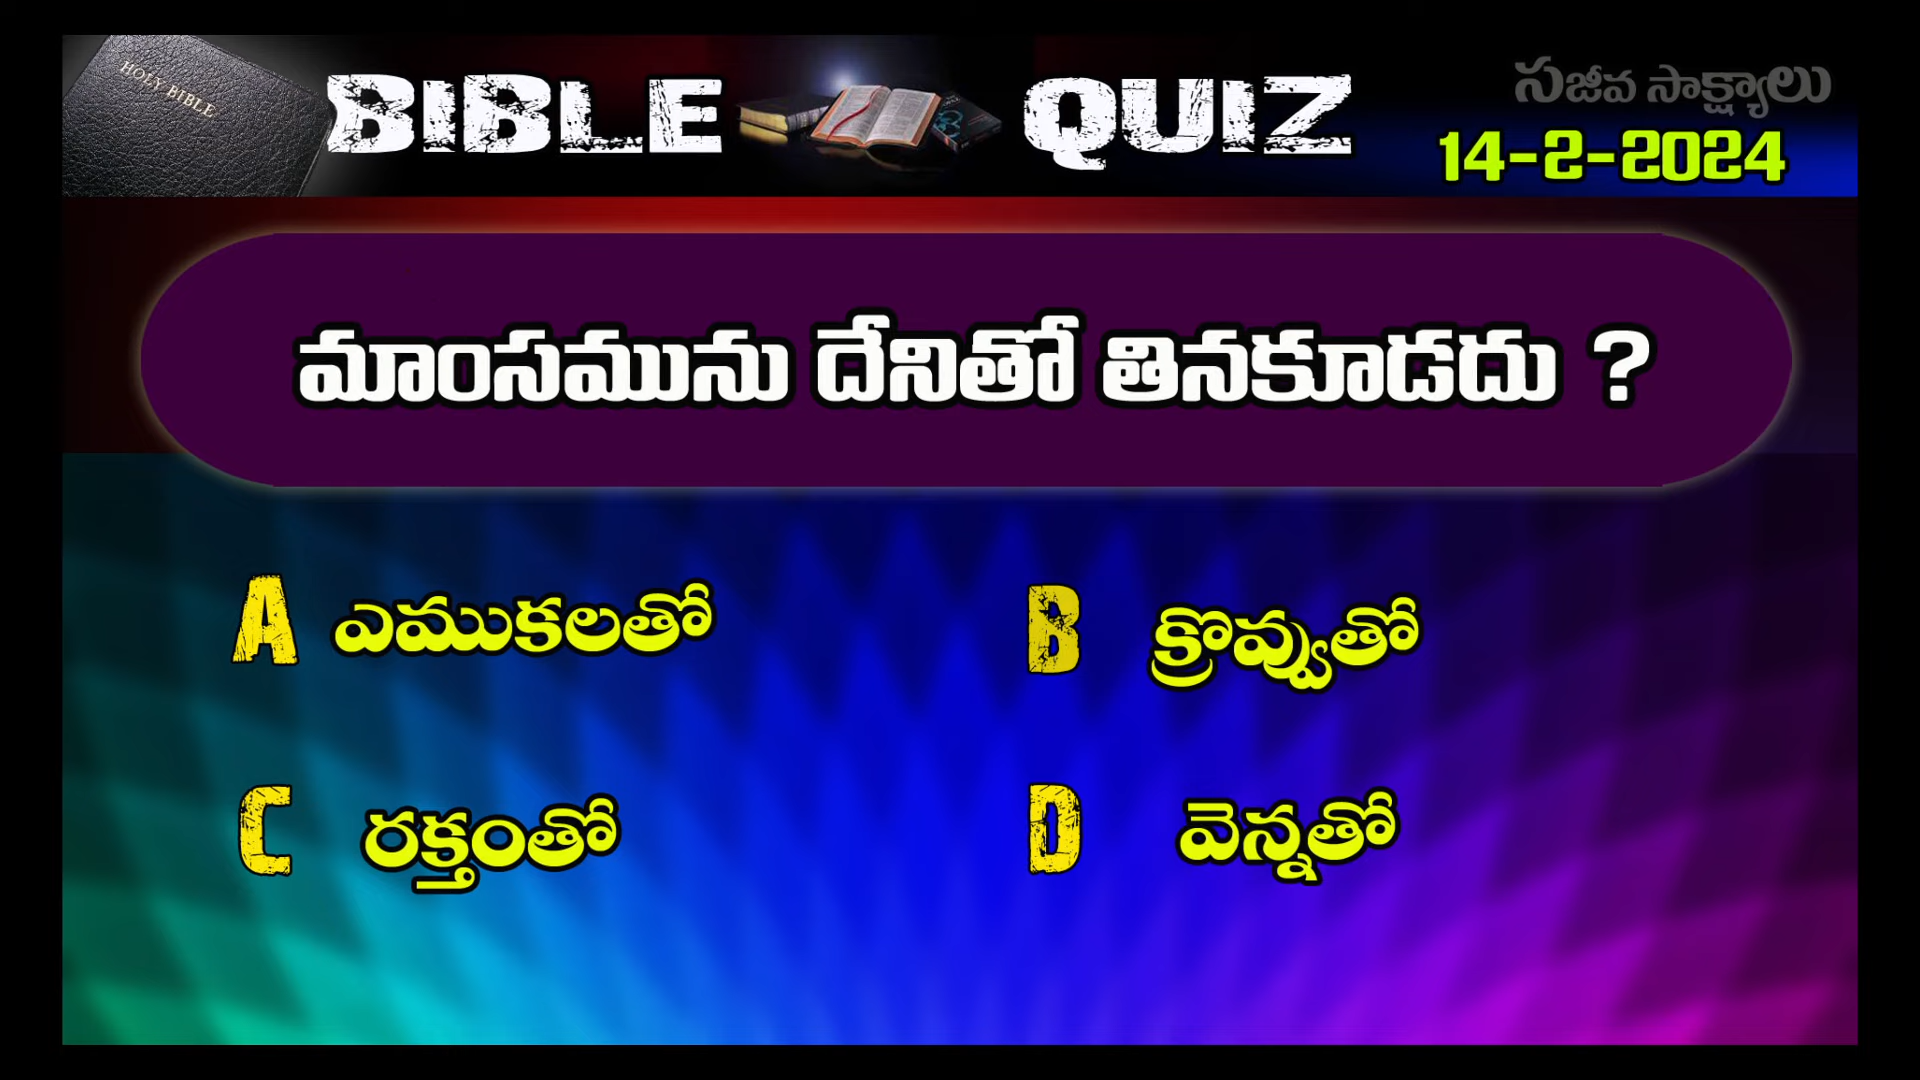 HOLY BIBLE
BIBLE QUIZ
సజీవ సాక్ష్యాలు
14-2-2024
మాంసమును దేనితో తినకూడదు ?
A ఎముకలతో
B క్రొవ్వుతో
C రక్తంతో
D వెన్నతో